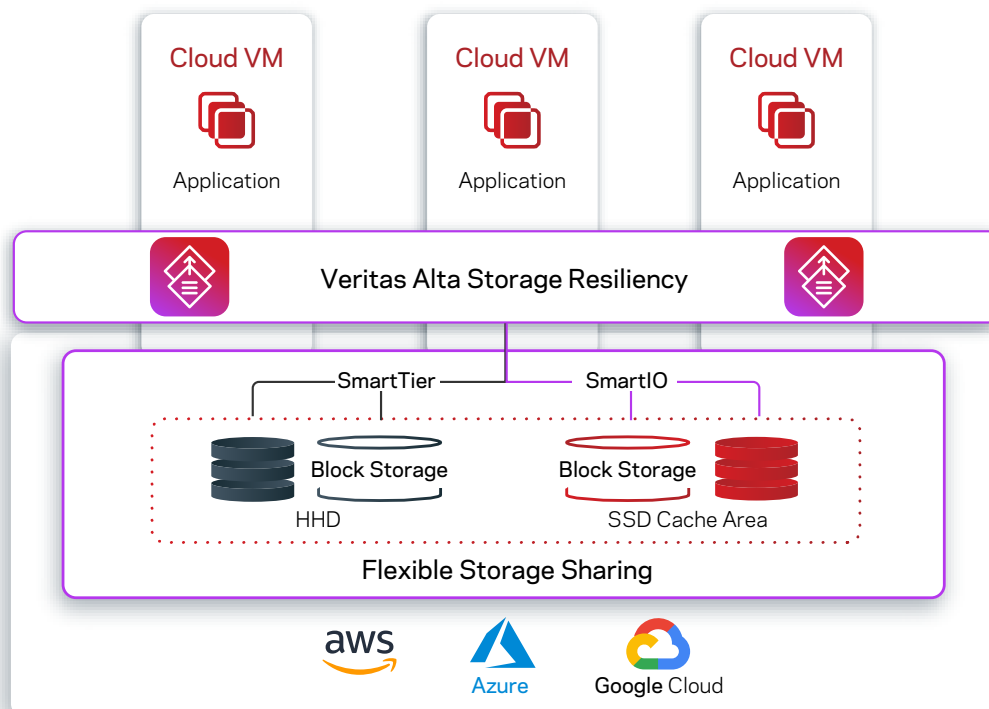 Cloud VM
Cloud VM
Cloud VM
Application
Application
Application
Veritas Alta Storage Resiliency
SmartTier
SmartIO
Block Storage
Block Storage
HHD
SSD Cache Area
Flexible Storage Sharing
aws
Azure
Google Cloud